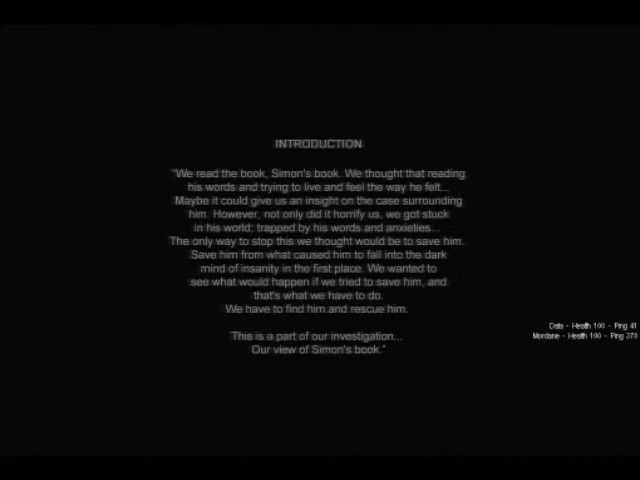 INTRODUCTION
"We read the book, Simon's book. We thought that reading
his words and trying to live and feel the way he felt...
Maybe it could give us an insight on the case surrounding
him. However, not only did it horrify us, we got stuck
in his world; trapped by his words and anxieties...
The only way to stop this we thought would be to save him.
Save him from what caused him to fall into the dark
mind of insanity in the first place. We wanted to
see what would happen if we tried to save him, and
that's what we have to do.
We have to find him and rescue him.
This is a part of our investigation...
Our view of Simon's book."
Data - Health 100 - Ping 41
Mordane - Health 100 - Ping 370